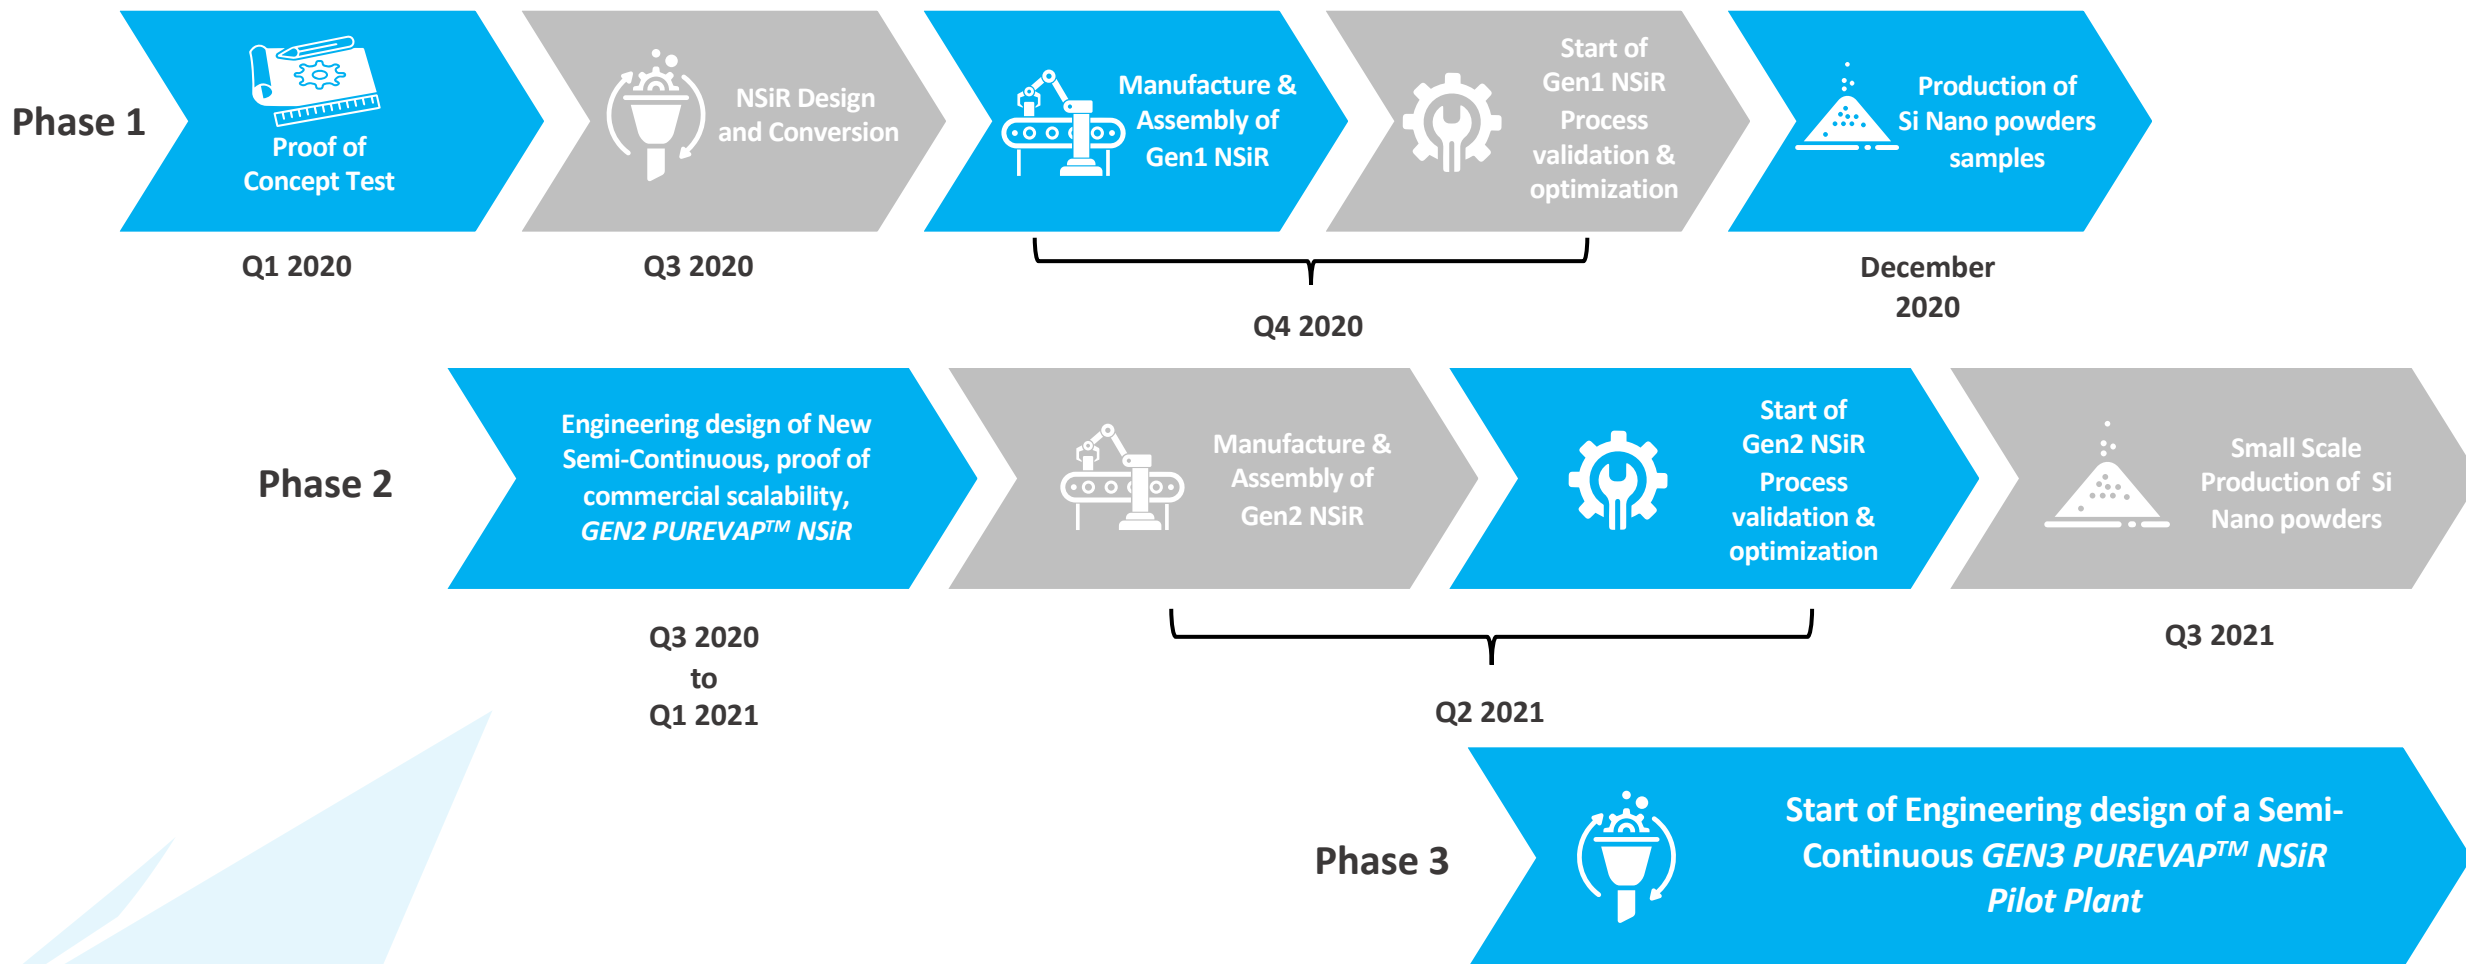 Phase 1
Proof of
Concept Test
NSiR Design
and Conversion
Manufacture &
Assembly of
Gen1 NSiR
Start of
Gen1 NSiR
Process
validation &
optimization
Production of
Si Nano powders
samples
Q1 2020
Q3 2020
Q4 2020
December
2020
Phase 2
Engineering design of New
Semi-Continuous, proof of
commercial scalability,
GEN2 PUREVAP™ NSiR
Manufacture &
Assembly of
Gen2 NSiR
Start of
Gen2 NSiR
Process
validation &
optimization
Small Scale
Production of Si
Nano powders
Q3 2020
to
Q1 2021
Q2 2021
Q3 2021
Phase 3
Start of Engineering design of a Semi-
Continuous GEN3 PUREVAP™ NSiR
Pilot Plant